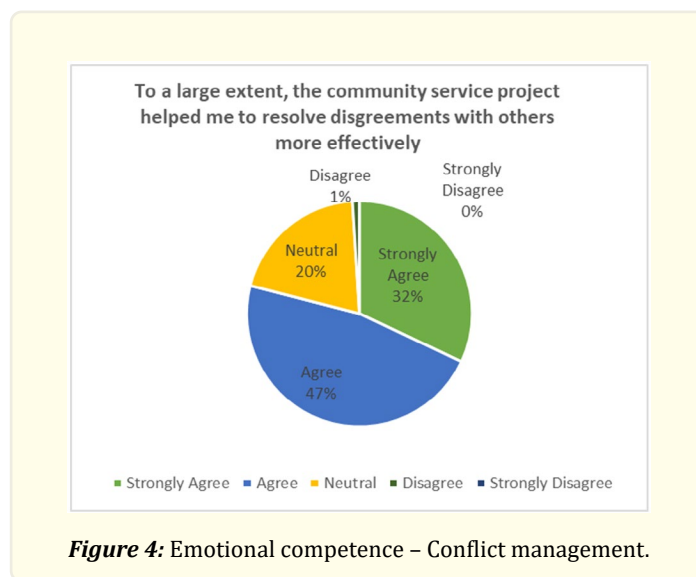 To a large extent, the community service project
helped me to resolve disgreements with others
more effectively
Strongly
Disagree
0%
Disagree
1%
Neutral
20%
Strongly
Agree
32%
Agree
47%
Strongly Agree Agree Neutral Disagree Strongly Disagree
Figure 4: Emotional competence – Conflict management.